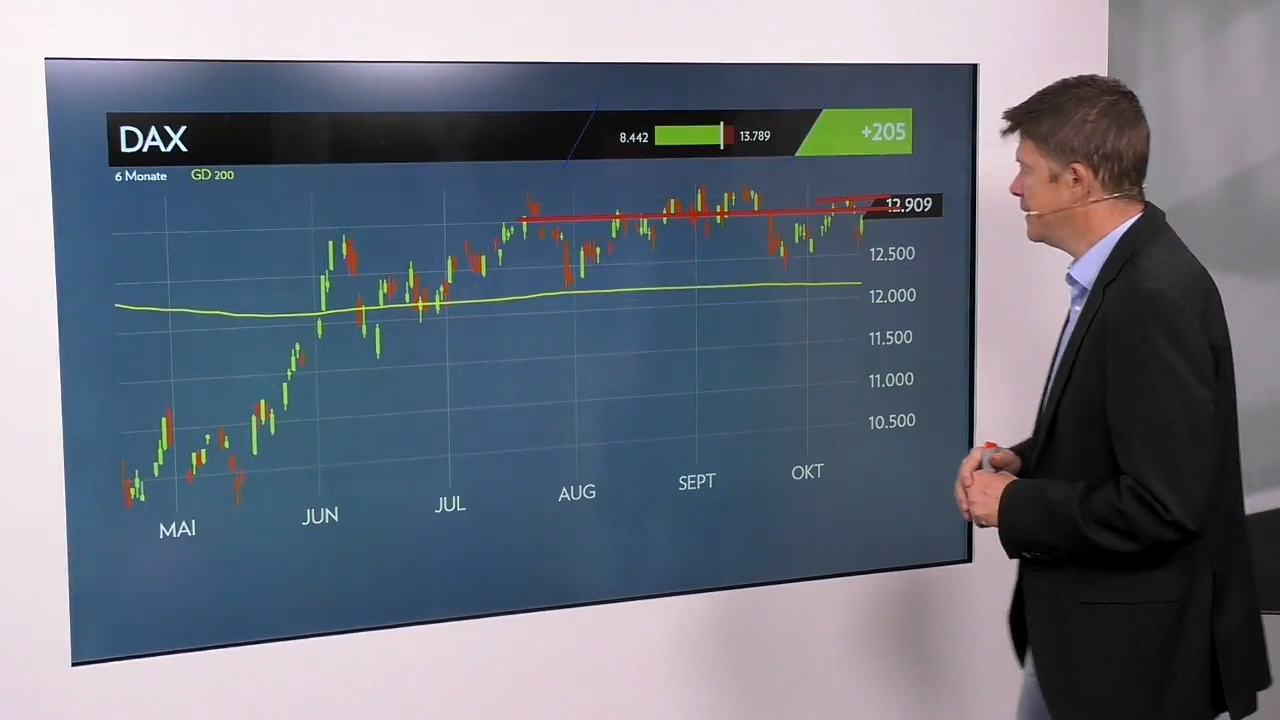 DAX
8.442 13.789 +205
6 Monate GD 200
12.909
12.500
12.000
11.500
11.000
10.500
MAI JUN JUL AUG SEPT OKT